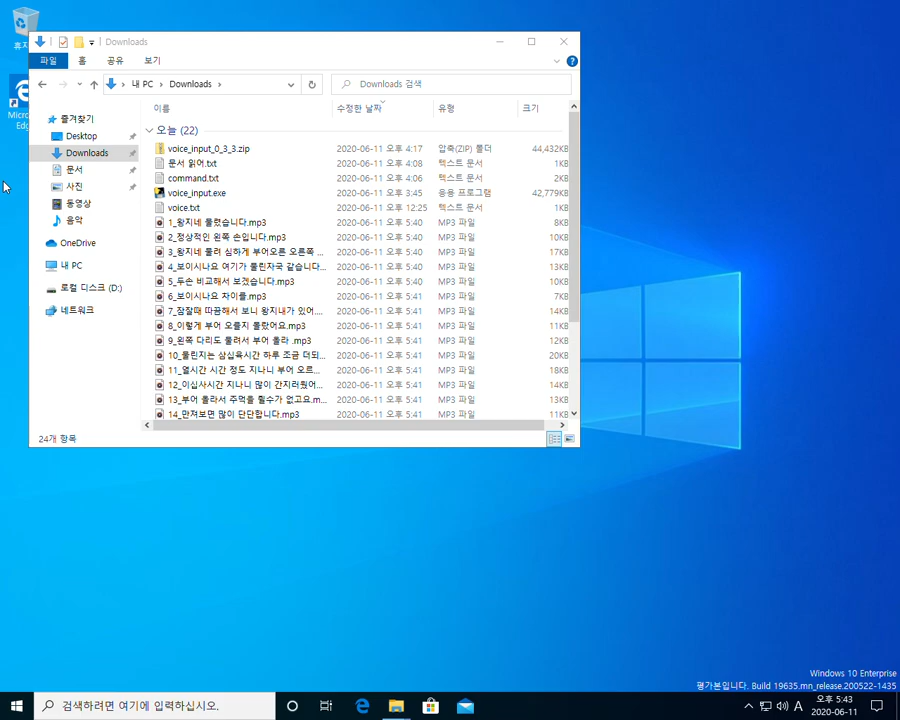 휴지
Micro
Edg
Downloads
파일 홈 공유 보기
내 PC > Downloads >
Downloads 검색
이름 수정한 날짜 유형 크기
즐겨찾기
Desktop
Downloads
문서
사진
동영상
음악
OneDrive
내 PC
로컬 디스크 (D:)
네트워크
오늘 (22)
voice_input_0_3_3.zip 2020-06-11 오후 4:17 압축(ZIP) 폴더 44,432KB
문서 읽어.txt 2020-06-11 오후 4:08 텍스트 문서 1KB
command.txt 2020-06-11 오후 4:06 텍스트 문서 2KB
voice_input.exe 2020-06-11 오후 3:45 응용 프로그램 42,779KB
voice.txt 2020-06-11 오후 12:25 텍스트 문서 1KB
1_왕지네 물렸습니다.mp3 2020-06-11 오후 5:40 MP3 파일 8KB
2_정상적인 왼쪽 손입니다.mp3 2020-06-11 오후 5:40 MP3 파일 10KB
3_왕지네 물려 심하게 부어오른 오른쪽 ... 2020-06-11 오후 5:40 MP3 파일 17KB
4_보이시나요 여기가 물린자국 같습니다... 2020-06-11 오후 5:40 MP3 파일 13KB
5_두손 비교해서 보겠습니다.mp3 2020-06-11 오후 5:40 MP3 파일 10KB
6_보이시나요 차이를.mp3 2020-06-11 오후 5:41 MP3 파일 7KB
7_잠잘때 따끔해서 보니 왕지내가 있어.... 2020-06-11 오후 5:41 MP3 파일 14KB
8_이렇게 부어 오를지 몰랐어요.mp3 2020-06-11 오후 5:41 MP3 파일 11KB
9_왼쪽 다리도 물려서 부어 올라 .mp3 2020-06-11 오후 5:41 MP3 파일 12KB
10_물린지는 삼십육시간 하루 조금 더되... 2020-06-11 오후 5:41 MP3 파일 20KB
11_열시간 시간 정도 지나니 부어 오르... 2020-06-11 오후 5:41 MP3 파일 18KB
12_이십사시간 지나니 많이 간지러웠어... 2020-06-11 오후 5:41 MP3 파일 14KB
13_부어 올라서 주먹을 쥘수가 없고요.m... 2020-06-11 오후 5:41 MP3 파일 13KB
14_만져보면 많이 단단합니다.mp3 2020-06-11 오후 5:41 MP3 파일 11KB
24개 항목
Windows 10 Enterprise
평가본입니다. Build 19635.mn_release.200522-1435
검색하려면 여기에 입력하십시오.
A
오후 5:43
2020-06-11